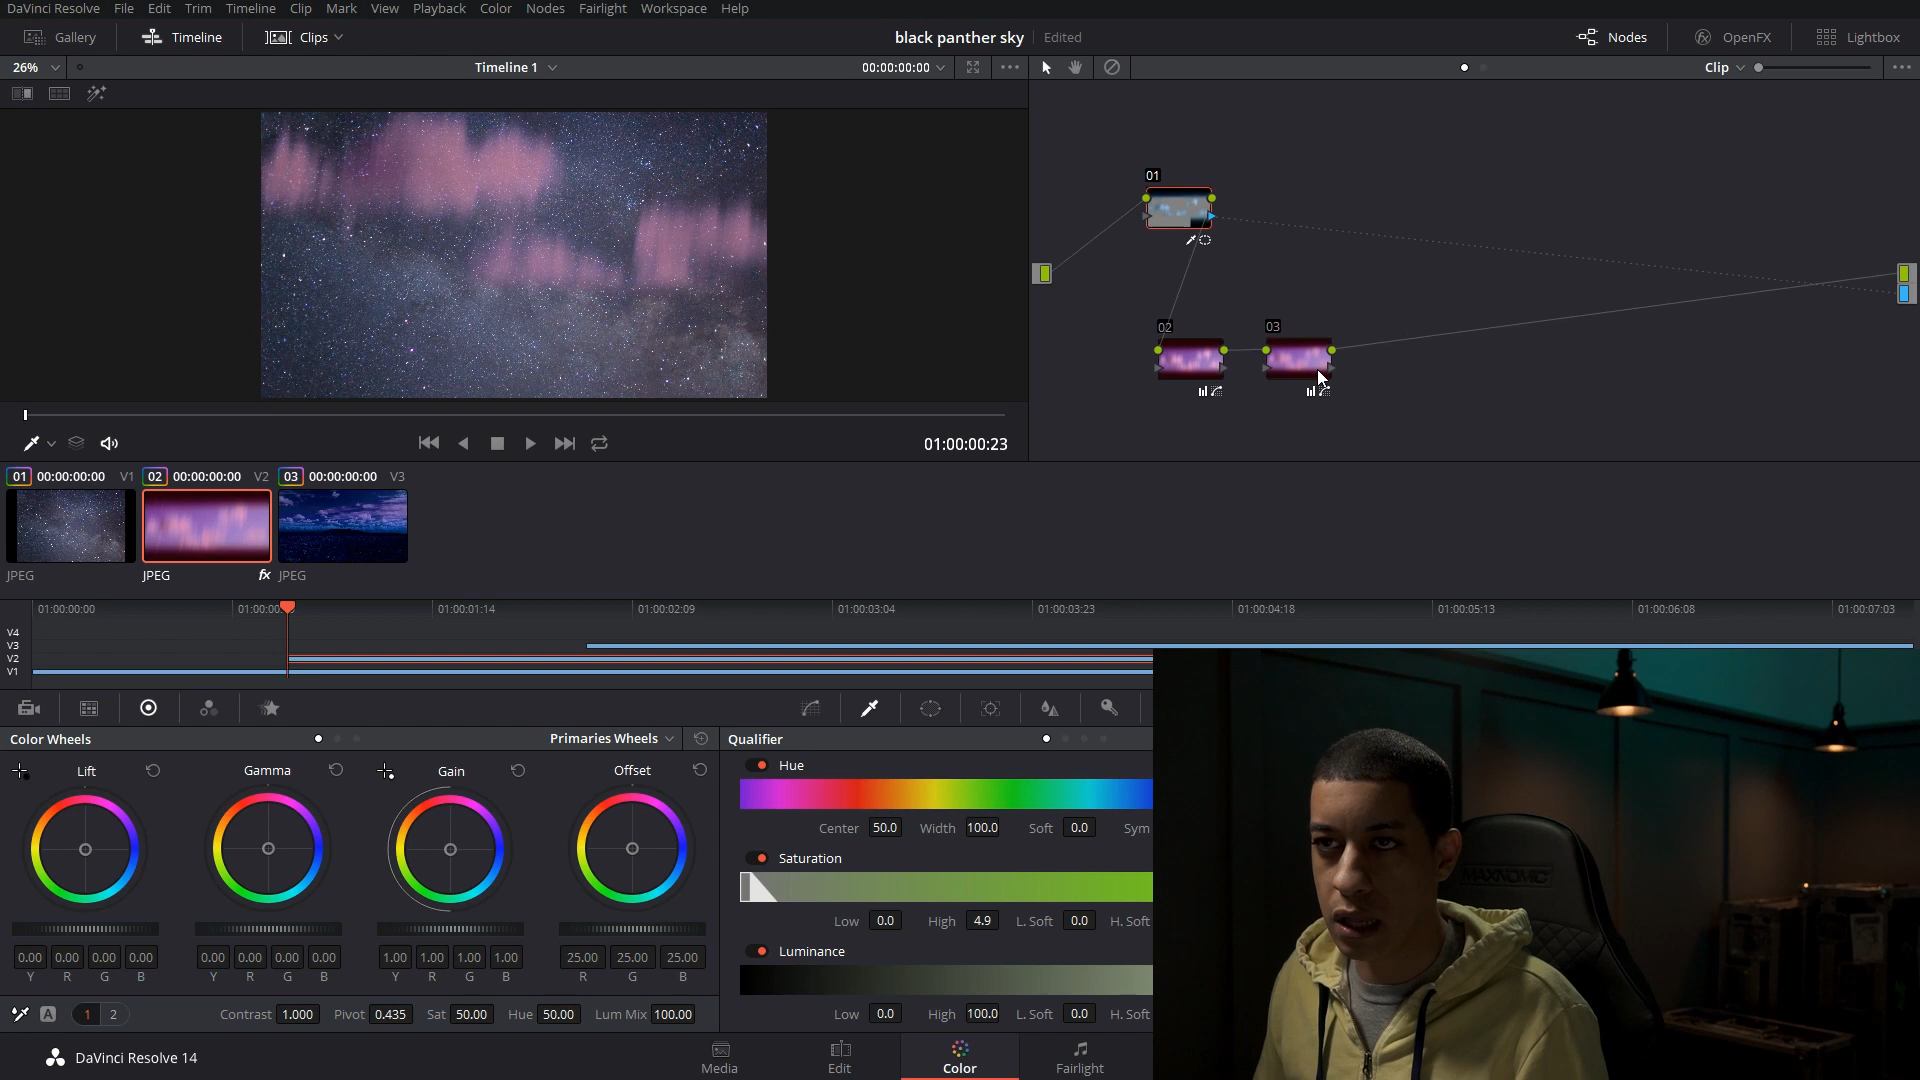 DaVinci Resolve File Edit Trim Timeline Clip Mark View Playback Color Nodes Fairlight Workspace Help
Gallery Timeline Clips black panther sky Edited Nodes OpenFX Lightbox
26% Timeline 1 00:00:00:00 Clip
01
02 03
01:00:00:23
01 00:00:00:00 V1 02 00:00:00:00 V2 03 00:00:00:00 V3
JPEG JPEG fx JPEG
01:00:00:00 01:00:00 01:00:01:14 01:00:02:09 01:00:03:04 01:00:03:23 01:00:04:18 01:00:05:13 01:00:06:08 01:00:07:03
V4
V3
V2
V1
Color Wheels Primaries Wheels Qualifier
Lift Gamma Gain Offset Hue
Center 50.0 Width 100.0 Soft 0.0 Sym
Saturation
MAXNOMIC
Low 0.0 High 4.9 L. Soft 0.0 H. Soft
Luminance
0.00 0.00 0.00 0.00 0.00 0.00 0.00 0.00 1.00 1.00 1.00 1.00 25.00 25.00 25.00
Y R G B Y R G B Y R G B R G B
A 1 2 Contrast 1.000 Pivot 0.435 Sat 50.00 Hue 50.00 Lum Mix 100.00 Low 0.0 High 100.0 L. Soft 0.0 H. Soft
DaVinci Resolve 14 Media Edit Color Fairlight